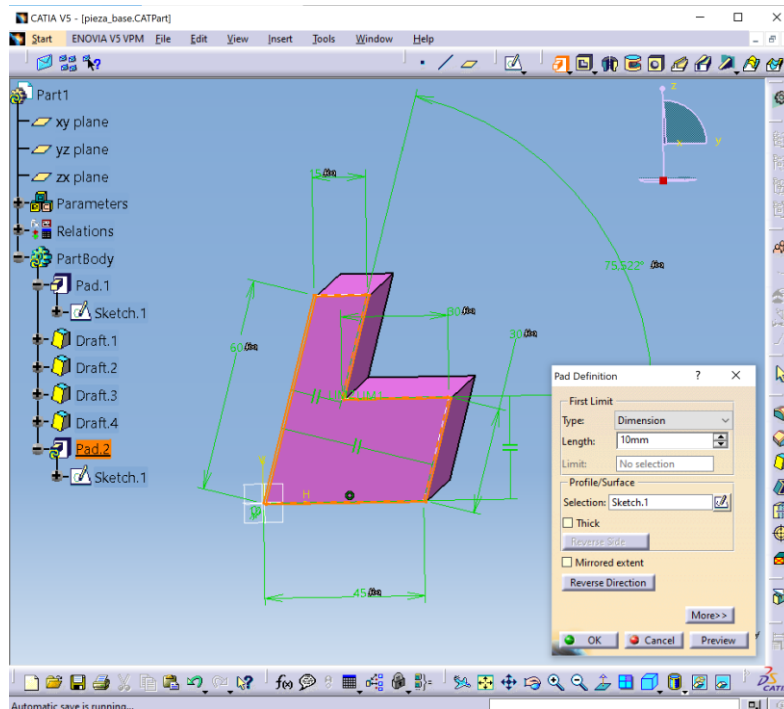 CATIA V5 - [pieza_base.CATPart]
Start ENOVIA V5 VPM File Edit View Insert Tools Window Help
Part1
xy plane
yz plane
zx plane
Parameters
Relations
PartBody
Pad.1
Sketch.1
Draft.1
Draft.2
Draft.3
Draft.4
Pad.2
Sketch.1
z
y
x
15 f(x)
75,522° f(x)
30 f(x)
30 f(x)
60 f(x)
V
H
45 f(x)
Pad Definition ? X
First Limit
Type: Dimension
Length: 10mm
Limit: No selection
Profile/Surface
Selection: Sketch.1
Thick
Reverse Side
Mirrored extent
Reverse Direction
More>>
OK Cancel Preview
f(x)
CATIA
Automatic save is running...